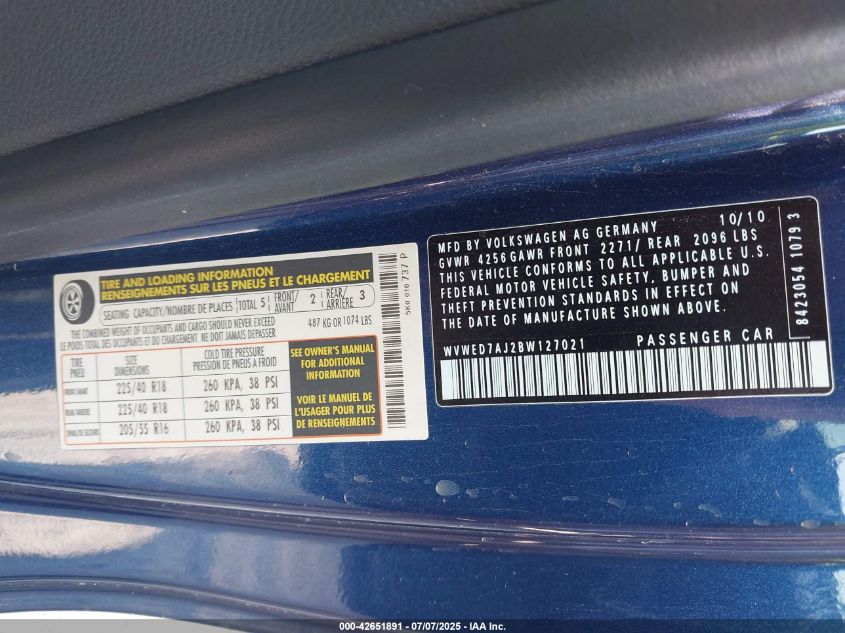 TIRE AND LOADING INFORMATION
RENSEIGNEMENTS SUR LES PNEUS ET LE CHARGEMENT
SEATING CAPACITY/NOMBRE DE PLACES TOTAL 5 FRONT/AVANT 2 REAR/ARRIÈRE 3
THE COMBINED WEIGHT OF OCCUPANTS AND CARGO SHOULD NEVER EXCEED 487 KG OR 1074 LBS
LE POIDS TOTAL DES OCCUPANTS ET DU CHARGEMENT NE DOIT JAMAIS DÉPASSER
TIRE PNEU SIZE DIMENSIONS COLD TIRE PRESSURE PRESSION DE PNEUS A FROID
FRONT/AVANT 225/40 R18 260 KPA, 38 PSI
REAR/ARRIERE 225/40 R18 260 KPA, 38 PSI
SPARE/DE SECOURS 205/55 R16 260 KPA, 38 PSI
SEE OWNER'S MANUAL
FOR ADDITIONAL
INFORMATION
VOIR LE MANUEL DE
L'USAGER POUR PLUS
DE RENSEIGNEMENTS
5K0 010 737 P
MFD BY VOLKSWAGEN AG GERMANY 10/10
GVWR 4256 GAWR FRONT 2271/ REAR 2096 LBS
THIS VEHICLE CONFORMS TO ALL APPLICABLE U.S.
FEDERAL MOTOR VEHICLE SAFETY, BUMPER AND
THEFT PREVENTION STANDARDS IN EFFECT ON
THE DATE OF MANUFACTURE SHOWN ABOVE.
WVWED7AJ2BW127021 PASSENGER CAR
8423054 1079 3
000-42651891 - 07/07/2025 - IAA Inc.